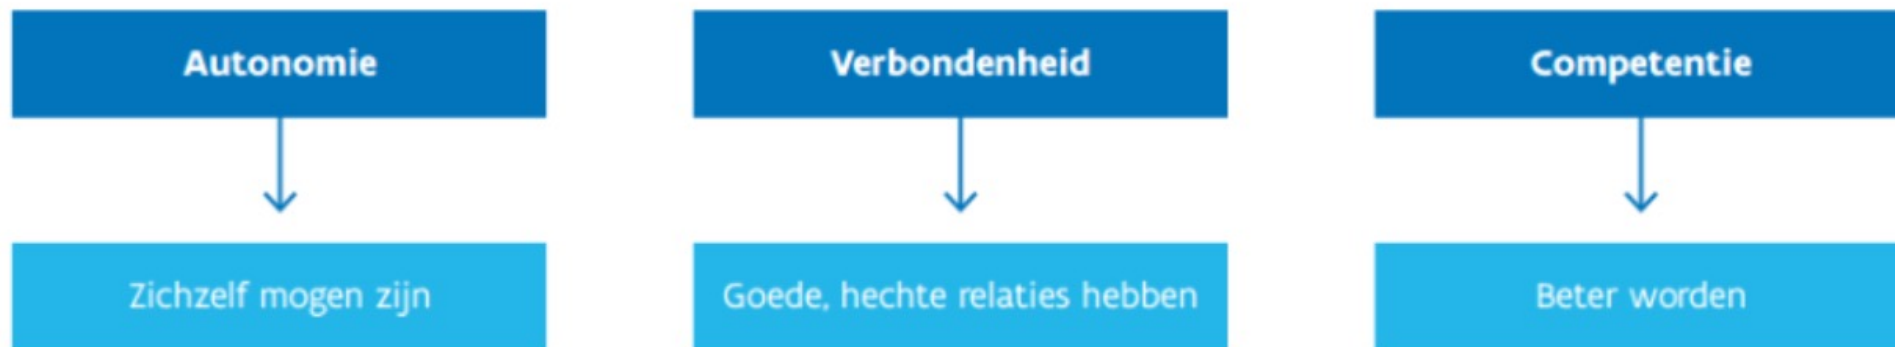 Autonomie
Verbondenheid
Competentie
Zichzelf mogen zijn
Goede, hechte relaties hebben
Beter worden